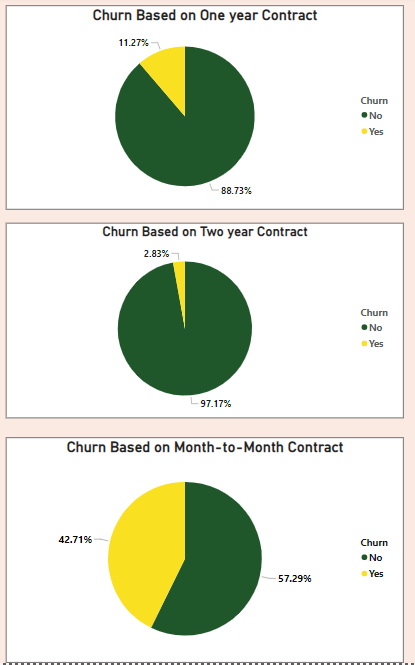 Churn Based on One year Contract
11.27%
Churn
No
Yes
88.73%
Churn Based on Two year Contract
2.83%
Churn
No
Yes
97.17%
Churn Based on Month-to-Month Contract
42.71%
Churn
No
Yes
57.29%